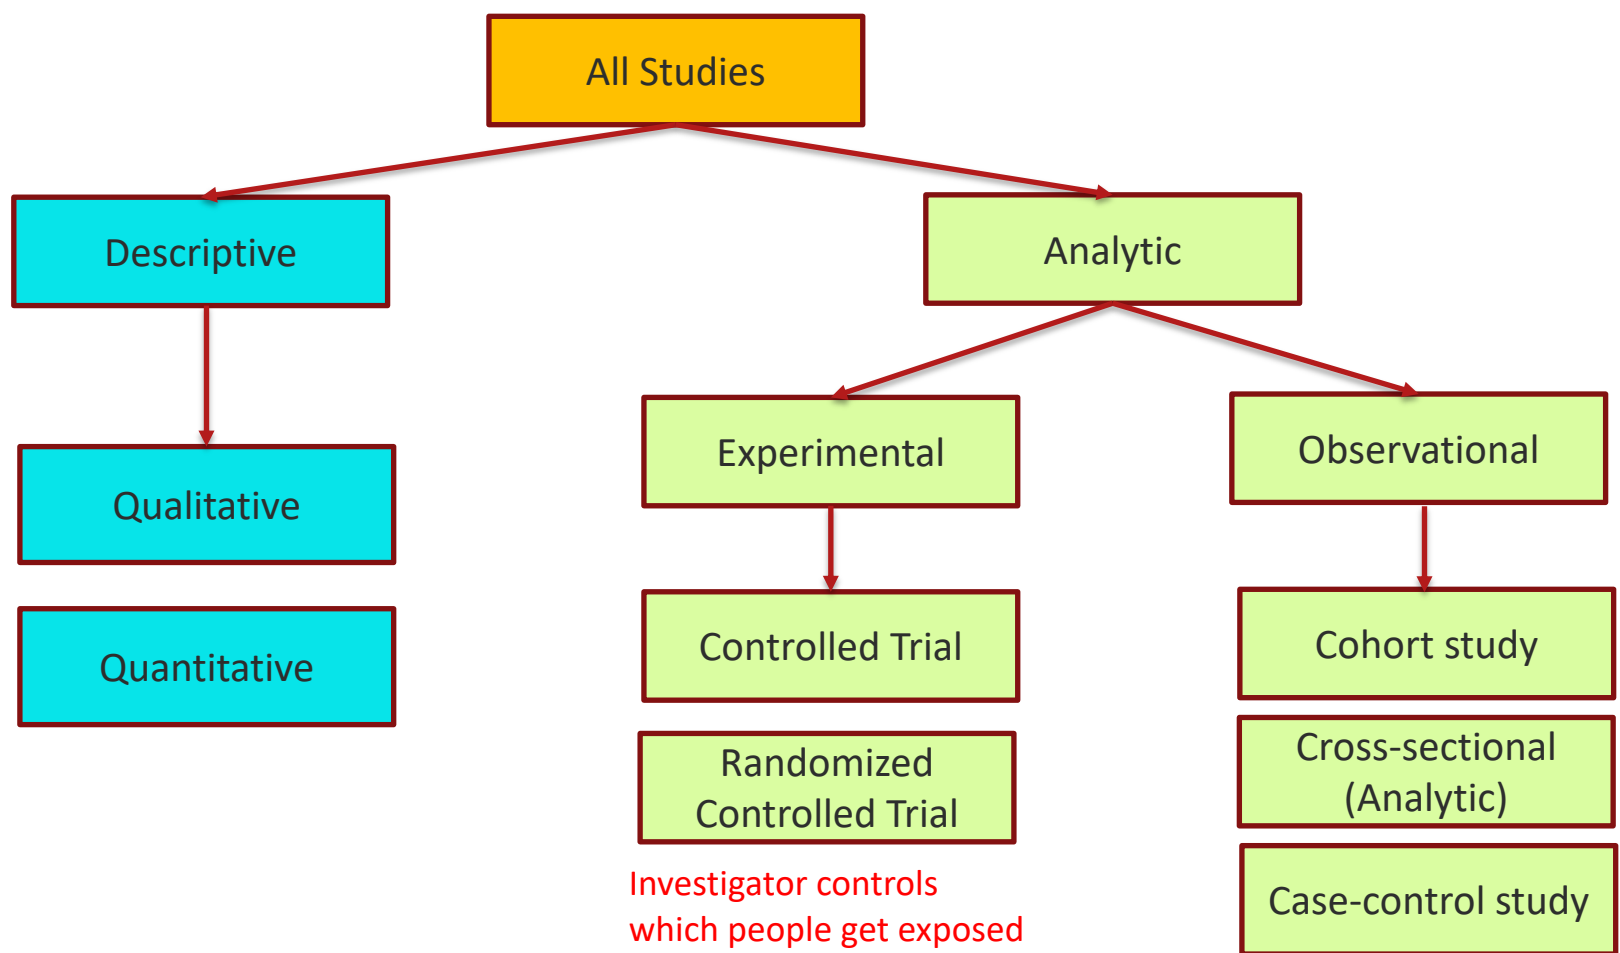 All Studies
Descriptive
Analytic
Experimental
Observational
Qualitative
Controlled Trial
Cohort study
Quantitative
Randomized
Controlled Trial
Cross-sectional
(Analytic)
Investigator controls
which people get exposed
Case-control study